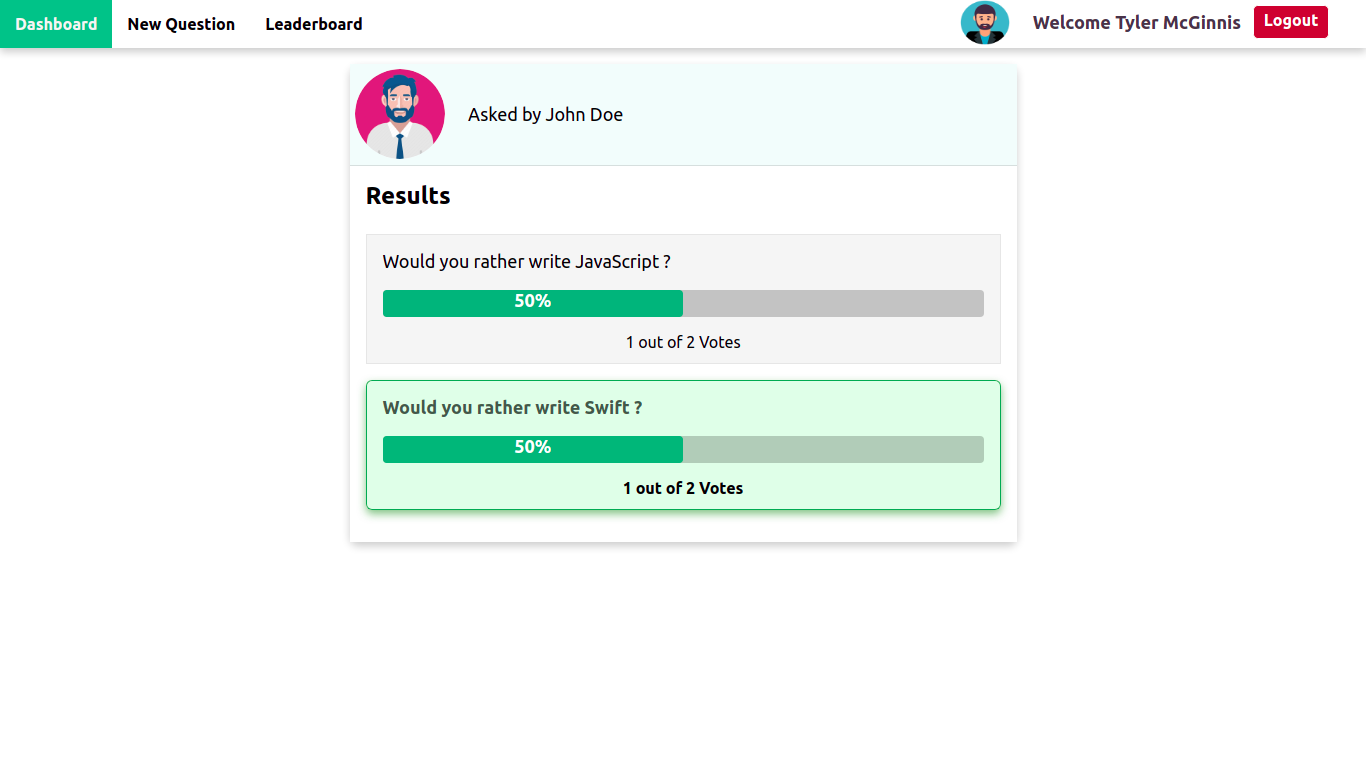 Dashboard New Question Leaderboard Welcome Tyler McGinnis Logout
Asked by John Doe
Results
Would you rather write JavaScript ?
50%
1 out of 2 Votes
Would you rather write Swift ?
50%
1 out of 2 Votes